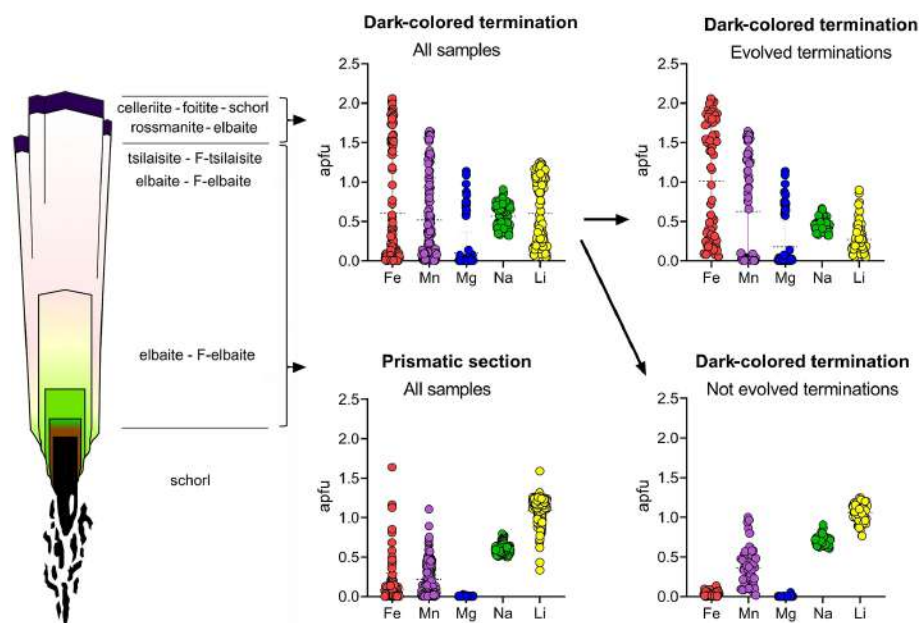 Dark-colored termination
All samples
Dark-colored termination
Evolved terminations
celleriite - foitite - schorl
rossmanite - elbaite
tsilaisite - F-tsilaisite
elbaite - F-elbaite
elbaite - F-elbaite
schorl
2.5
2.0
1.5
1.0
0.5
0.0
apfu
Fe Mn Mg Na Li
2.5
2.0
1.5
1.0
0.5
0.0
apfu
Fe Mn Mg Na Li
Prismatic section
All samples
Dark-colored termination
Not evolved terminations
2.5
2.0
1.5
1.0
0.5
0.0
apfu
Fe Mn Mg Na Li
2.5
2.0
1.5
1.0
0.5
0.0
apfu
Fe Mn Mg Na Li